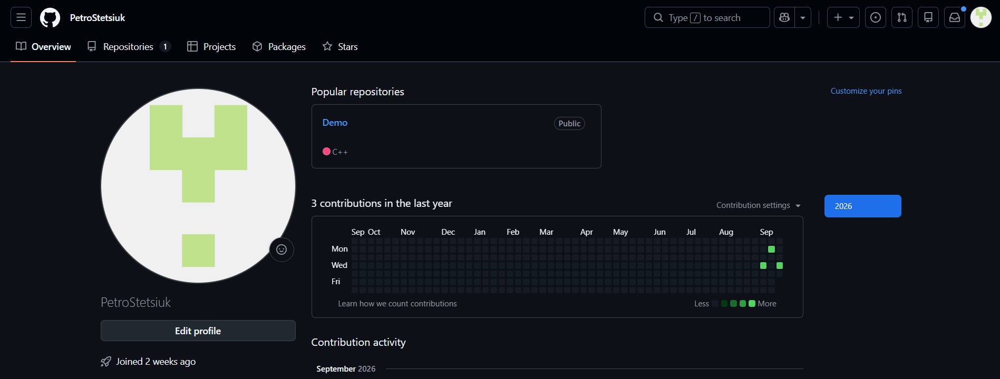 PetroStetsiuk
Type / to search
Overview
Repositories 1
Projects
Packages
Stars
Popular repositories
Customize your pins
Demo
Public
C++
3 contributions in the last year
Contribution settings
2026
Sep Oct Nov Dec Jan Feb Mar Apr May Jun Jul Aug Sep
Mon
Wed
Fri
Learn how we count contributions
Less More
PetroStetsiuk
Edit profile
Joined 2 weeks ago
Contribution activity
September 2026